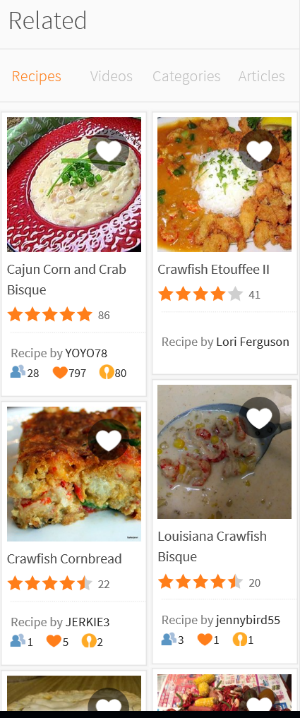 Related
Recipes Videos Categories Articles
Cajun Corn and Crab
Bisque
86
Recipe by YOYO78
28 797 80
Crawfish Etouffee II
41
Recipe by Lori Ferguson
Crawfish Cornbread
22
Recipe by JERKIE3
1 5 2
Louisiana Crawfish
Bisque
20
Recipe by jennybird55
3 1 1